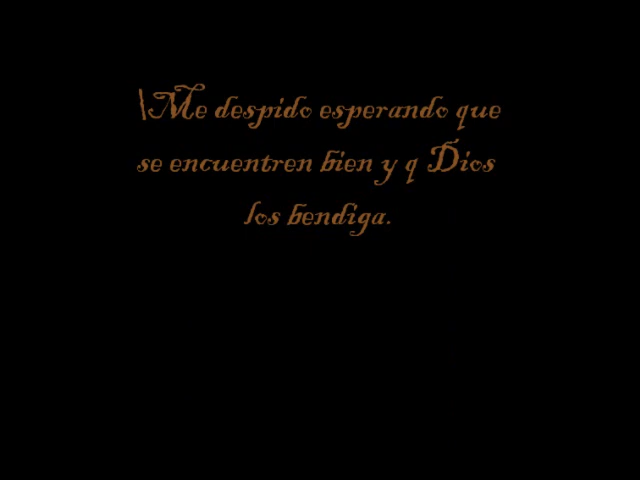 \Me despido esperando que
se encuentren bien y q Dios
los bendiga.